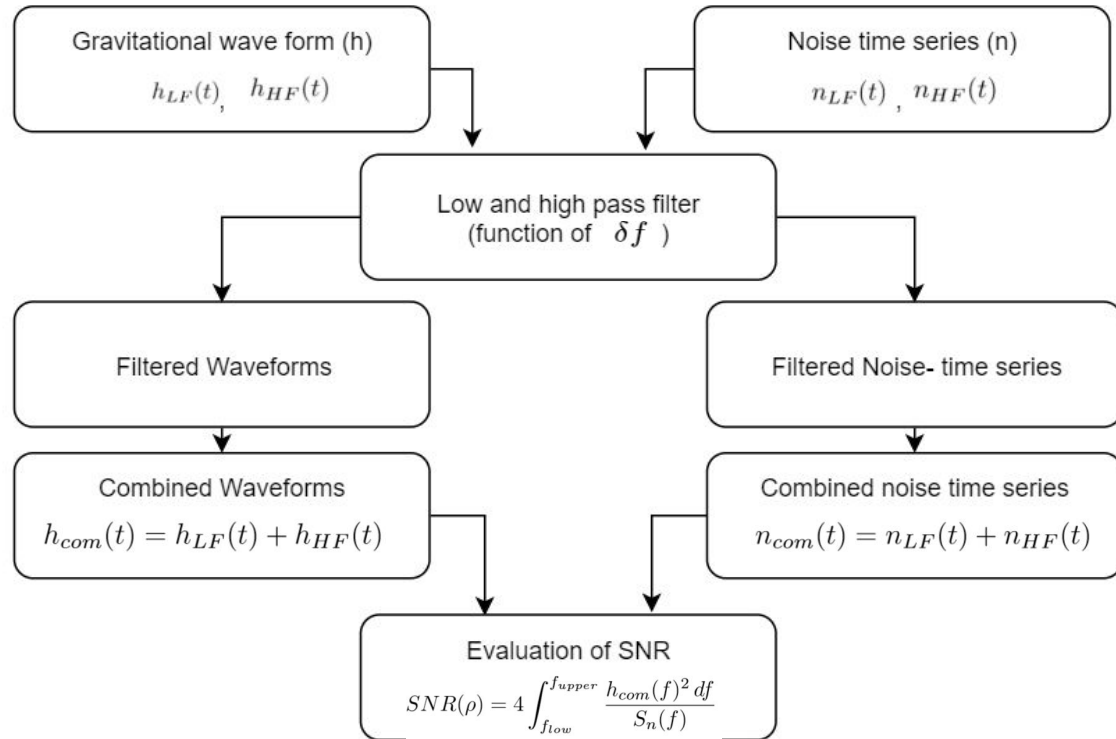 Gravitational wave form (h)
h_{LF}(t), h_{HF}(t)
Noise time series (n)
n_{LF}(t) , n_{HF}(t)
Low and high pass filter
(function of δf )
Filtered Waveforms
Filtered Noise- time series
Combined Waveforms
h_{com}(t) = h_{LF}(t) + h_{HF}(t)
Combined noise time series
n_{com}(t) = n_{LF}(t) + n_{HF}(t)
Evaluation of SNR
SNR(ρ) = 4 ∫_{f_{low}}^{f_{upper}} \frac{h_{com}(f)^2 df}{S_n(f)}